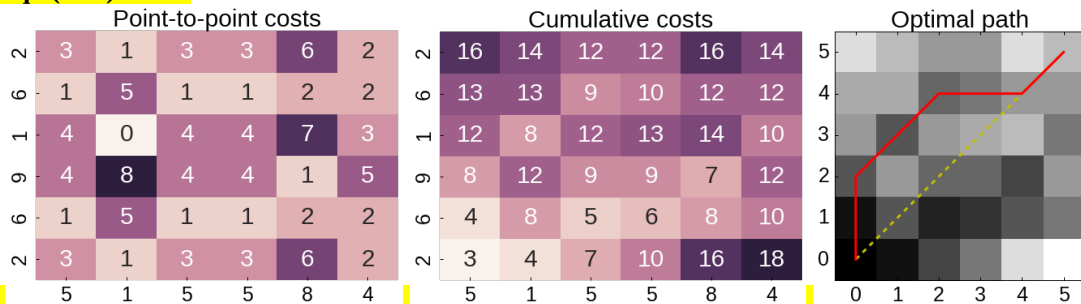 Point-to-point costs Cumulative costs Optimal path
2 3 1 3 3 6 2 2 16 14 12 12 16 14 5
6 1 5 1 1 2 2 6 13 13 9 10 12 12 4
1 4 0 4 4 7 3 1 12 8 12 13 14 10 3
9 4 8 4 4 1 5 9 8 12 9 9 7 12 2
6 1 5 1 1 2 2 6 4 8 5 6 8 10 1
2 3 1 3 3 6 2 2 3 4 7 10 16 18 0
5 1 5 5 8 4 5 1 5 5 8 4 0 1 2 3 4 5